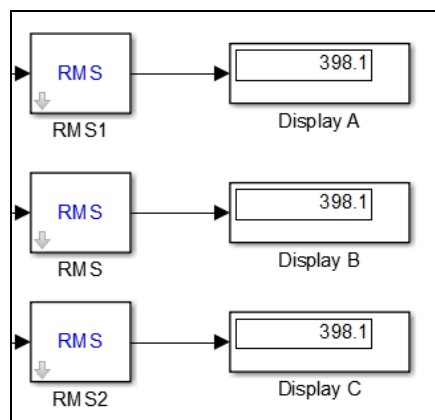 RMS
398.1
RMS1
Display A
RMS
398.1
RMS
Display B
RMS
398.1
RMS2
Display C